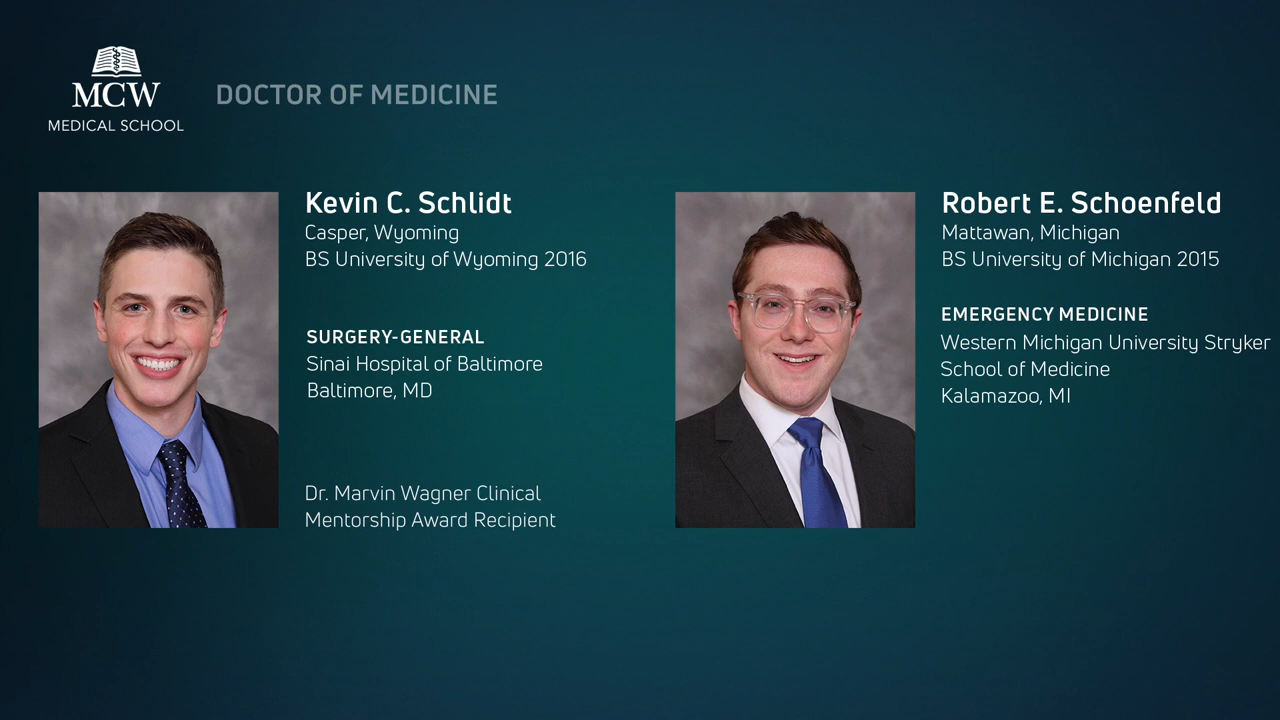 MCW
MEDICAL SCHOOL
DOCTOR OF MEDICINE
Kevin C. Schlidt
Casper, Wyoming
BS University of Wyoming 2016
SURGERY-GENERAL
Sinai Hospital of Baltimore
Baltimore, MD
Dr. Marvin Wagner Clinical
Mentorship Award Recipient
Robert E. Schoenfeld
Mattawan, Michigan
BS University of Michigan 2015
EMERGENCY MEDICINE
Western Michigan University Stryker
School of Medicine
Kalamazoo, MI